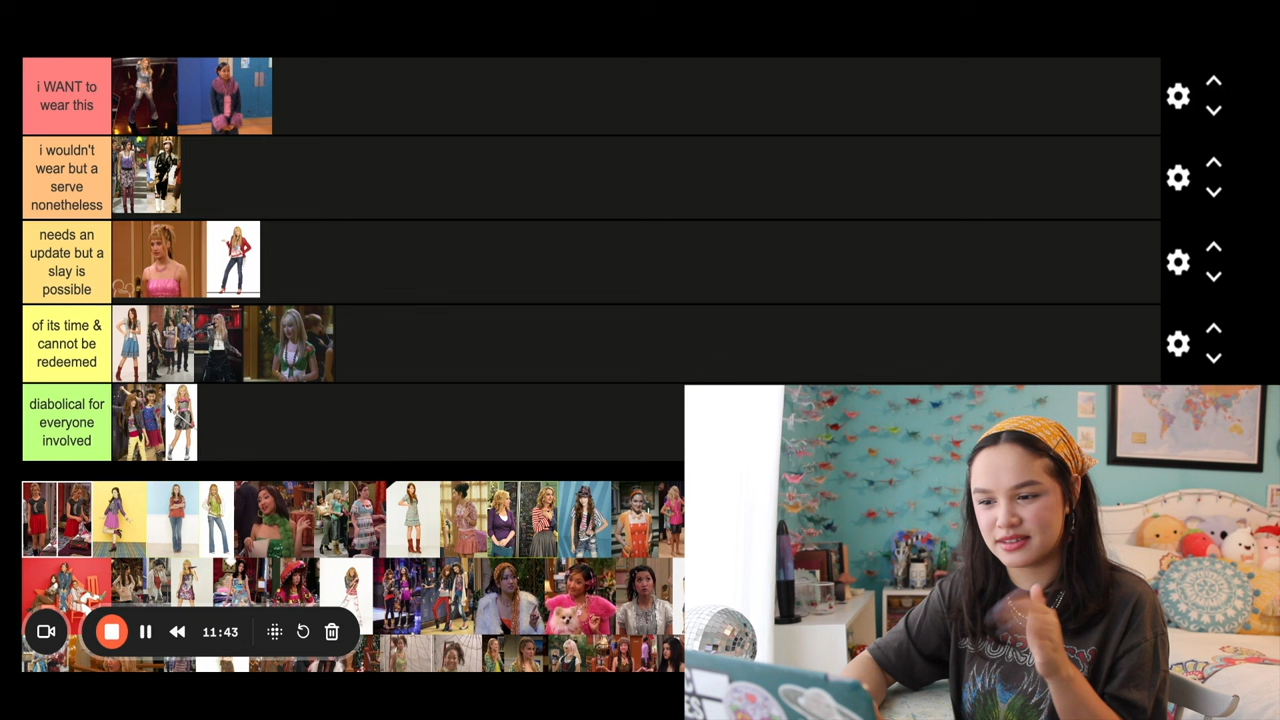 i WANT to
wear this
i wouldn't
wear but a
serve
nonetheless
needs an
update but a
slay is
possible
of its time &
cannot be
redeemed
diabolical for
everyone
involved
11:43
JOURNEY